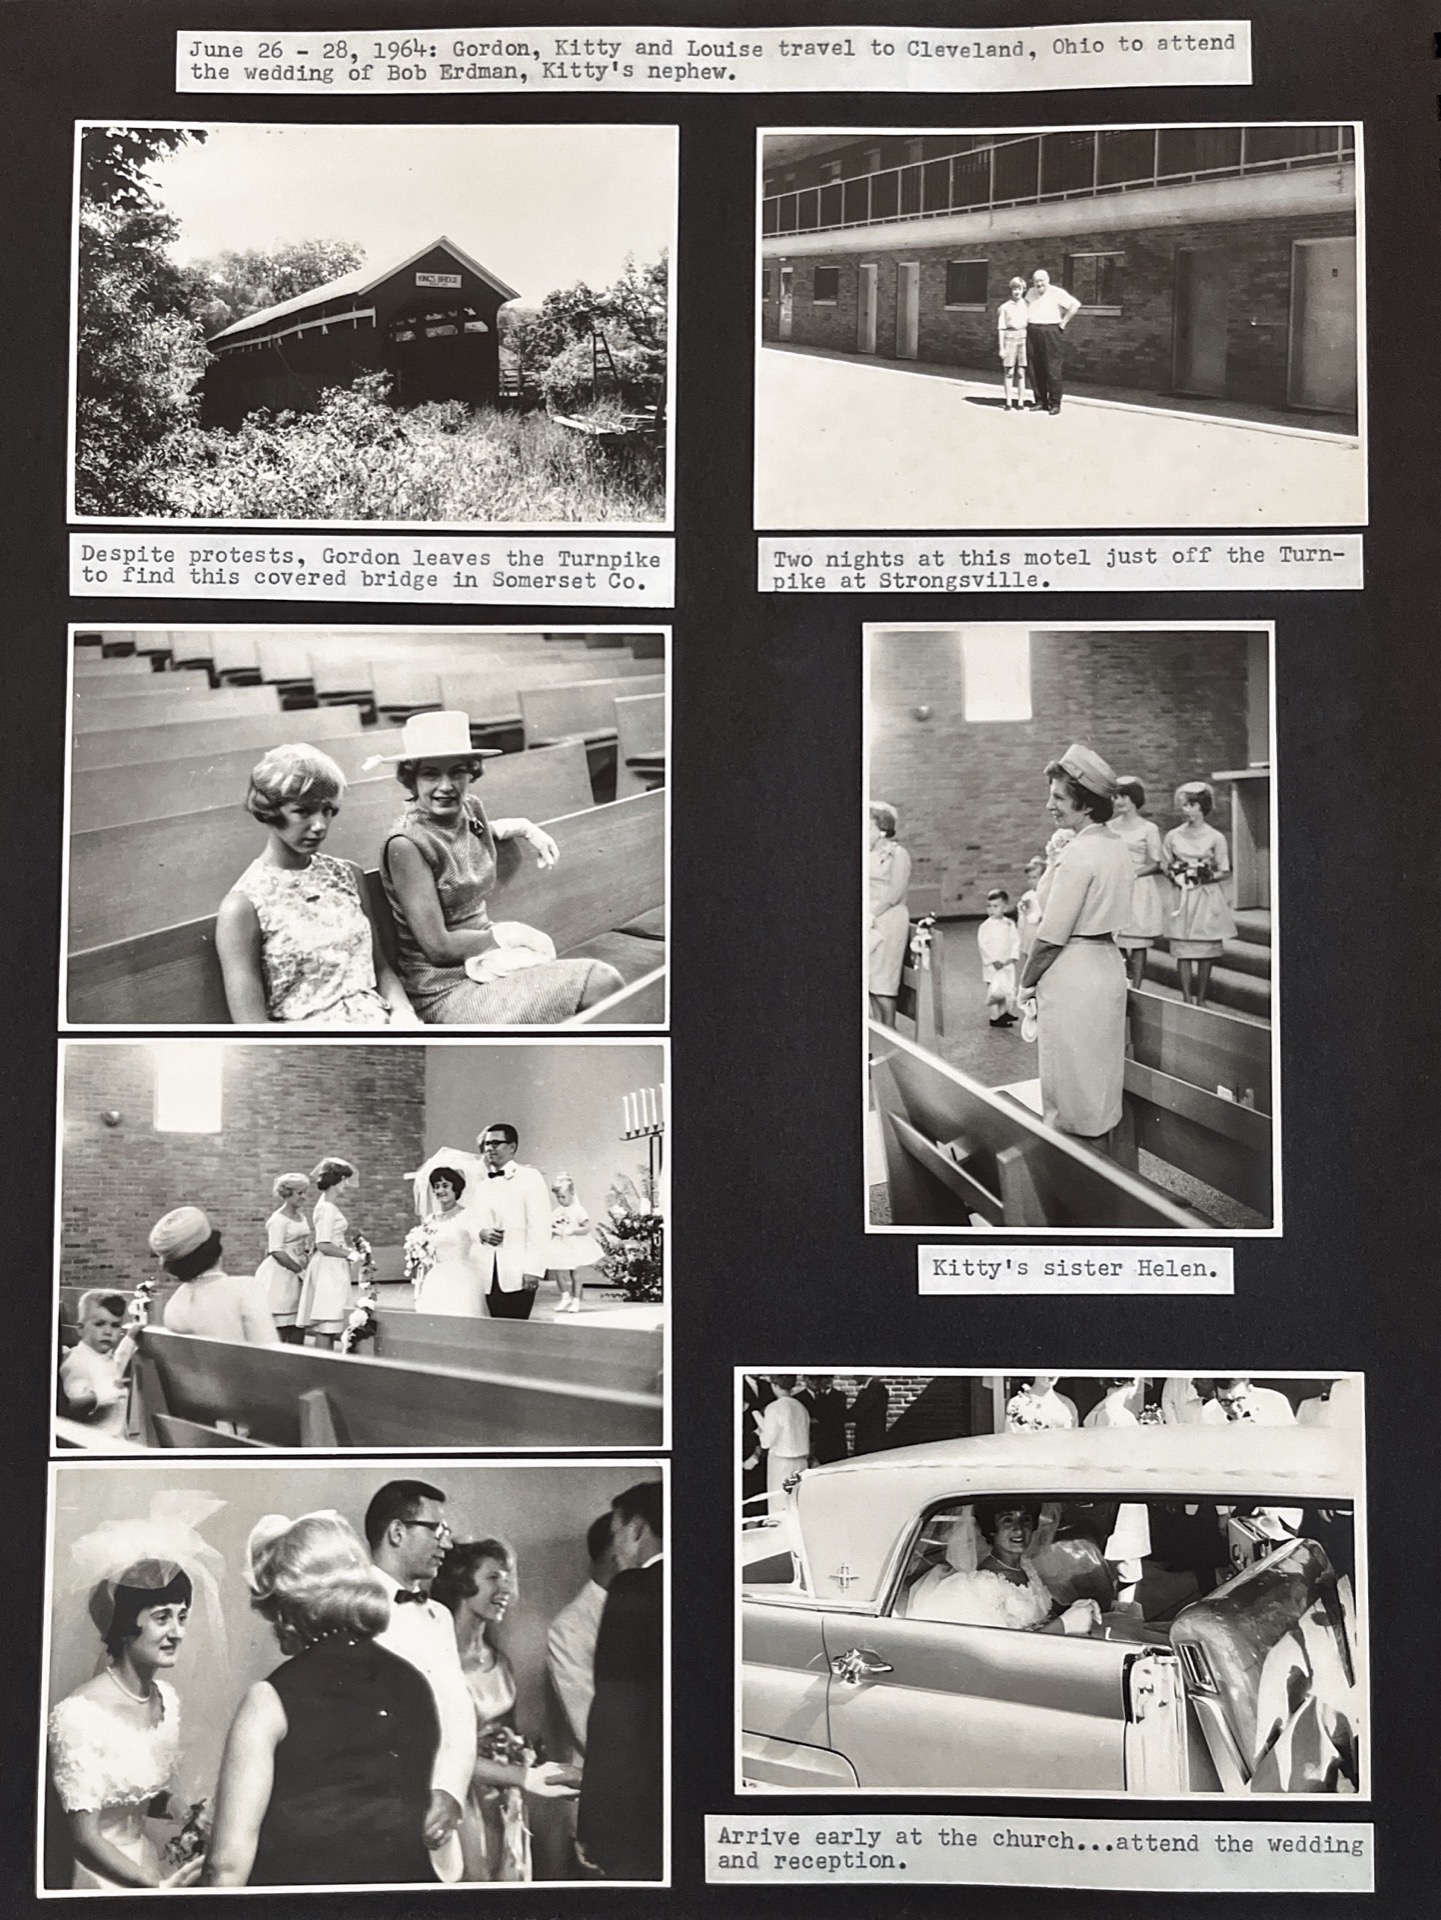 June 26 - 28, 1964: Gordon, Kitty and Louise travel to Cleveland, Ohio to attend
the wedding of Bob Erdman, Kitty's nephew.
KING'S BRIDGE
Despite protests, Gordon leaves the Turnpike
to find this covered bridge in Somerset Co.
Two nights at this motel just off the Turn-
pike at Strongsville.
Kitty's sister Helen.
Arrive early at the church...attend the wedding
and reception.